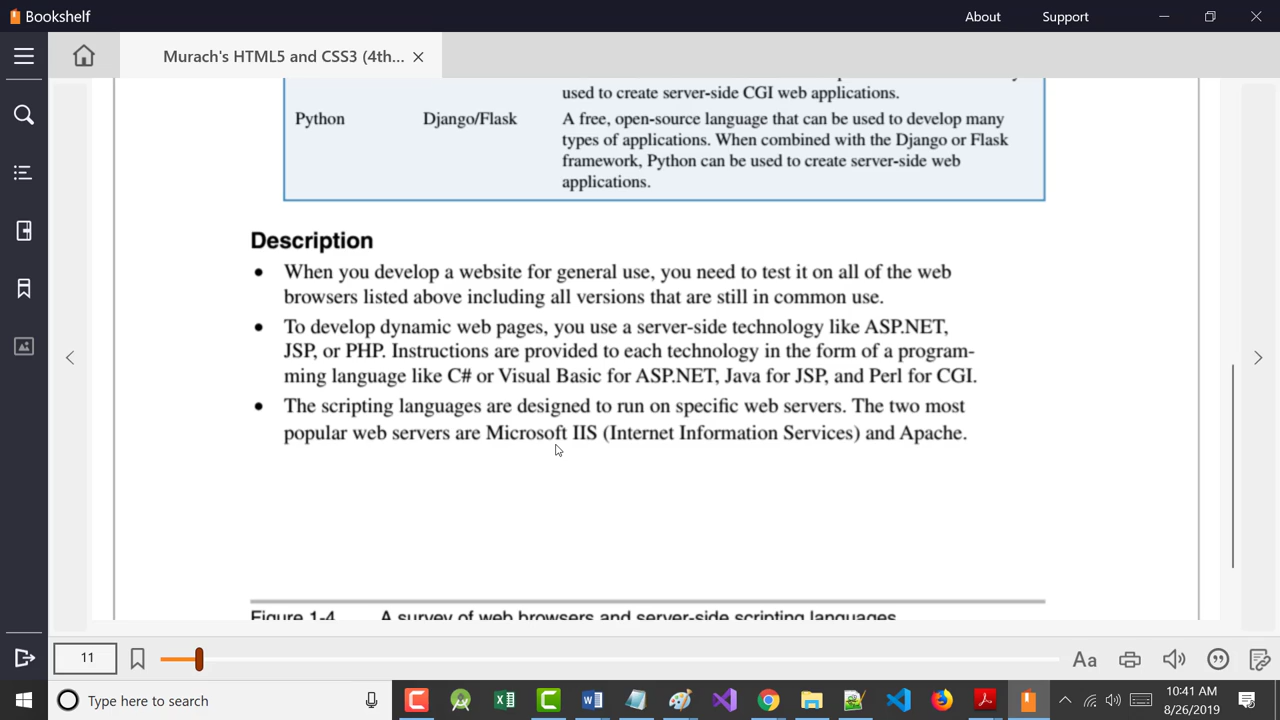 Bookshelf
About
Support
Murach's HTML5 and CSS3 (4th...
used to create server-side CGI web applications.
Python
Django/Flask
A free, open-source language that can be used to develop many
types of applications. When combined with the Django or Flask
framework, Python can be used to create server-side web
applications.
Description
• When you develop a website for general use, you need to test it on all of the web
browsers listed above including all versions that are still in common use.
• To develop dynamic web pages, you use a server-side technology like ASP.NET,
JSP, or PHP. Instructions are provided to each technology in the form of a program-
ming language like C# or Visual Basic for ASP.NET, Java for JSP, and Perl for CGI.
• The scripting languages are designed to run on specific web servers. The two most
popular web servers are Microsoft IIS (Internet Information Services) and Apache.
Figure 1-4 A survey of web browsers and server-side scripting languages
11
Aa
Type here to search
10:41 AM
8/26/2019